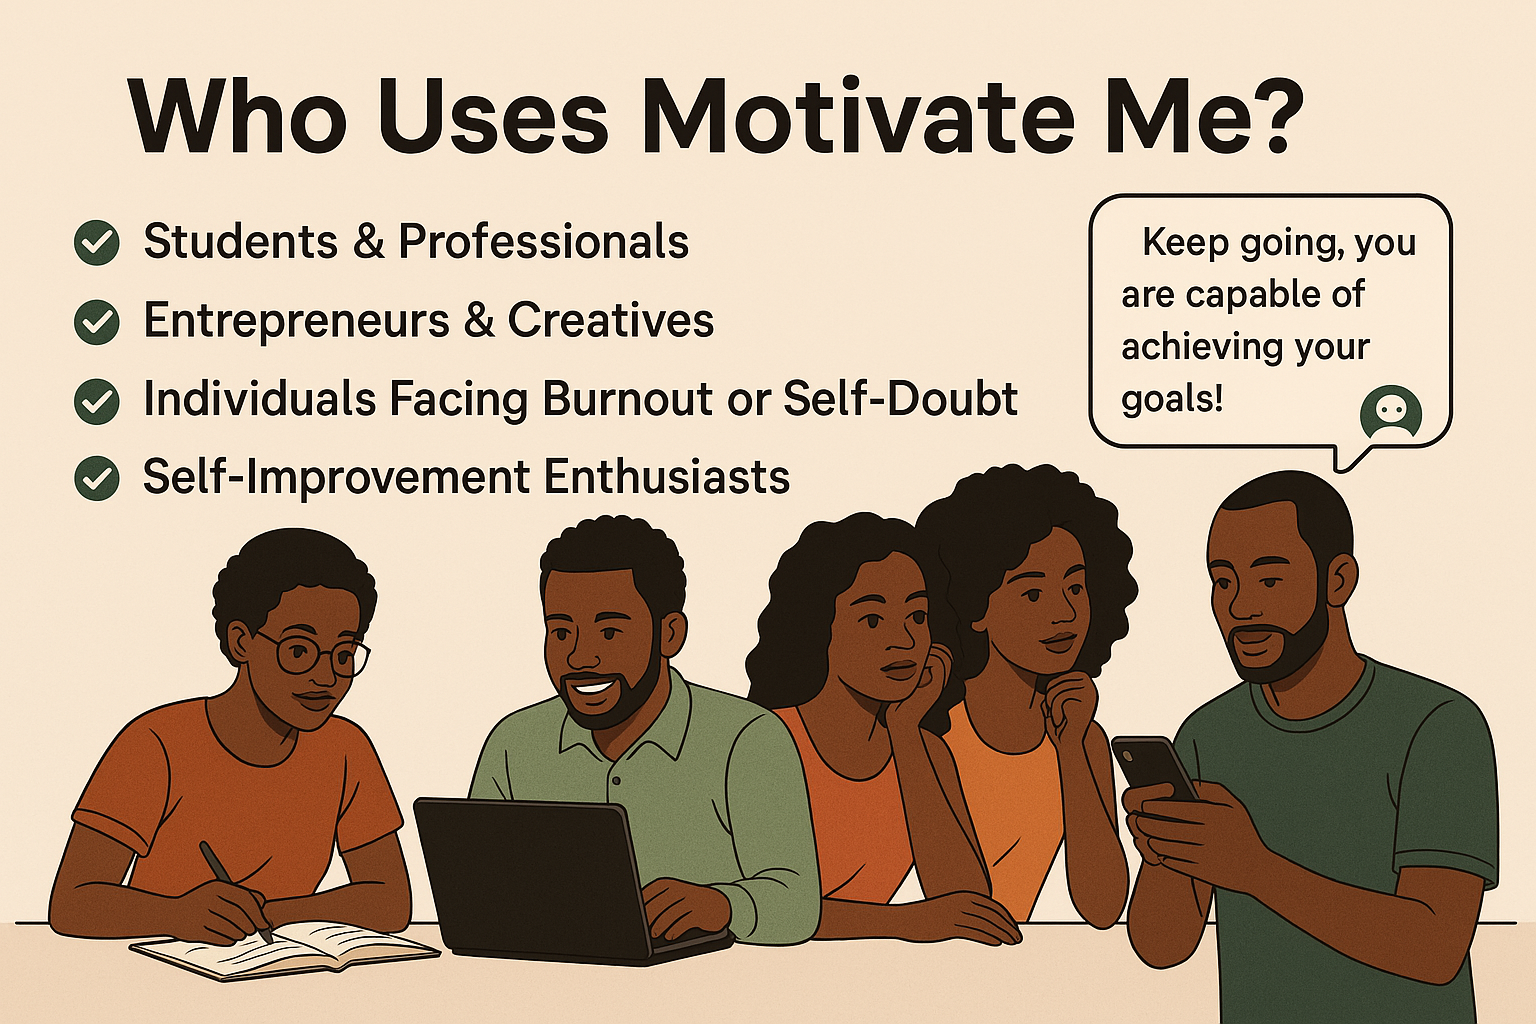 Who Uses Motivate Me?
Students & Professionals
Entrepreneurs & Creatives
Individuals Facing Burnout or Self-Doubt
Self-Improvement Enthusiasts
Keep going, you
are capable of
achieving your
goals!